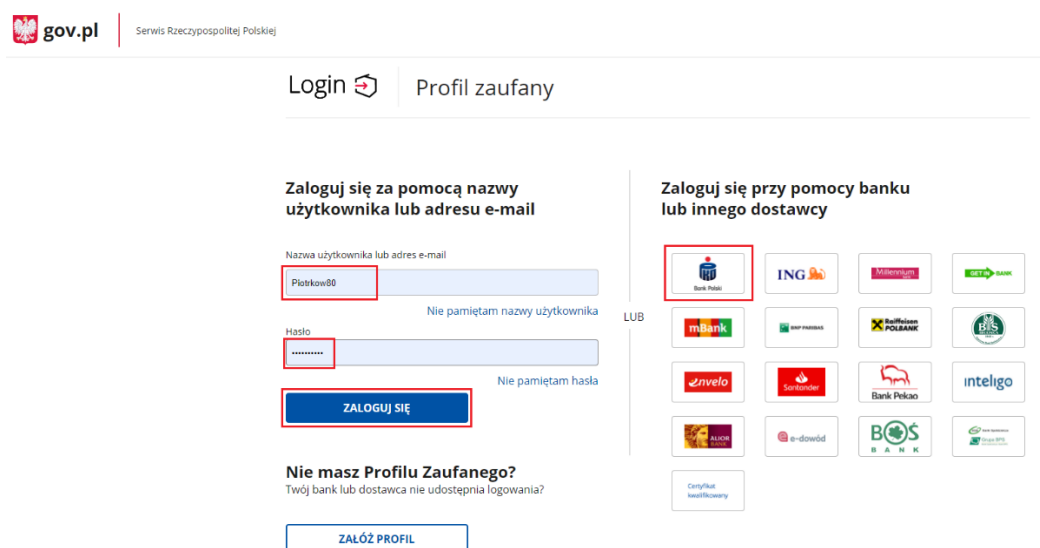 gov.pl
Serwis Rzeczypospolitej Polskiej
Login
Profil zaufany
Zaloguj się za pomocą nazwy
użytkownika lub adresu e-mail
Nazwa użytkownika lub adres e-mail
Piotrkow80
Nie pamiętam nazwy użytkownika
Hasło
Nie pamiętam hasła
ZALOGUJ SIĘ
Nie masz Profilu Zaufanego?
Twój bank lub dostawca nie udostępnia logowania?
ZAŁÓŻ PROFIL
LUB
Zaloguj się przy pomocy banku
lub innego dostawcy
Bank Polski
ING
Millennium
GET IN BANK
mBank
BNP PARIBAS
Raiffeisen
POLBANK
BS
envelo
Santander
Bank Pekao
inteligo
ALIOR
BANK
e-dowód
BOŚ
BANK
Grupa BPS
Certyfikat
kwalifikowany